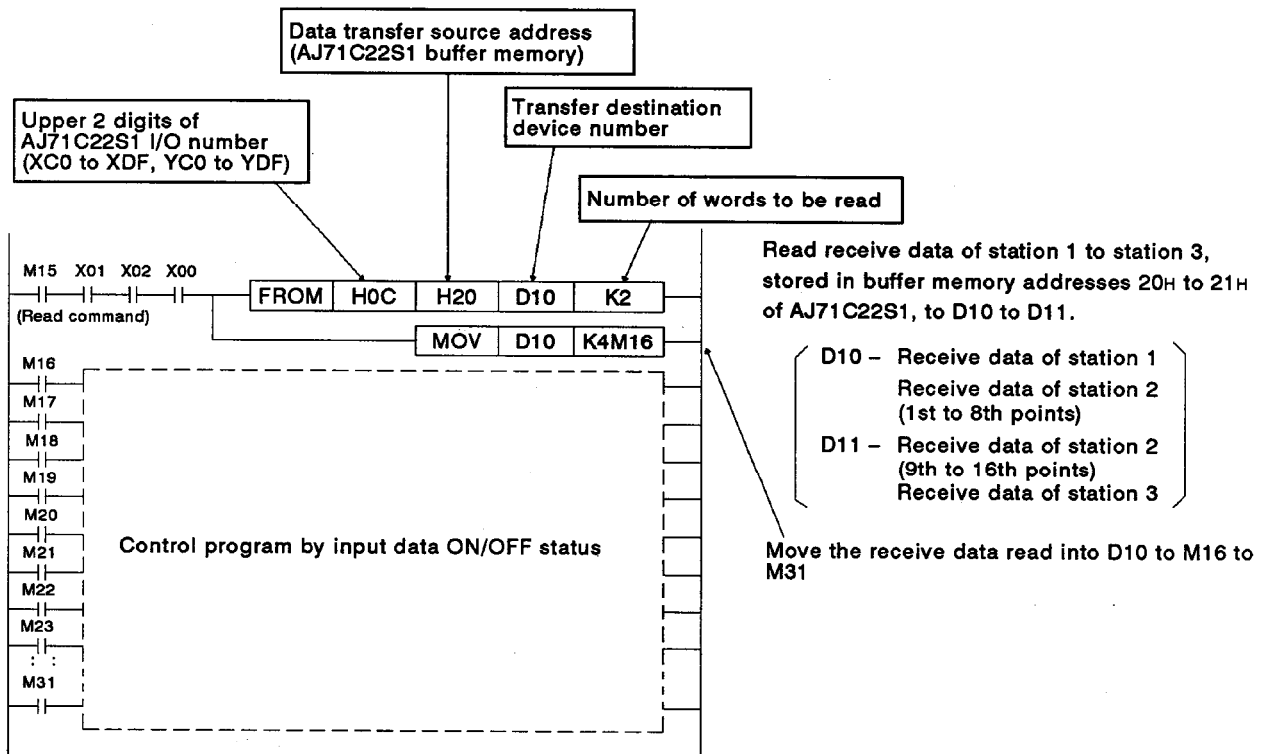 Data transfer source address
(AJ71C22S1 buffer memory)
Upper 2 digits of
AJ71C22S1 I/O number
(XC0 to XDF, YC0 to YDF)
Transfer destination
device number
Number of words to be read
M15 X01 X02 X00
(Read command)
FROM H0C H20 D10 K2
MOV D10 K4M16
Read receive data of station 1 to station 3,
stored in buffer memory addresses 20H to 21H
of AJ71C22S1, to D10 to D11.
D10 – Receive data of station 1
Receive data of station 2
(1st to 8th points)
D11 – Receive data of station 2
(9th to 16th points)
Receive data of station 3
Move the receive data read into D10 to M16 to
M31
M16
M17
M18
M19
M20
M21
M22
M23
: :
M31
Control program by input data ON/OFF status